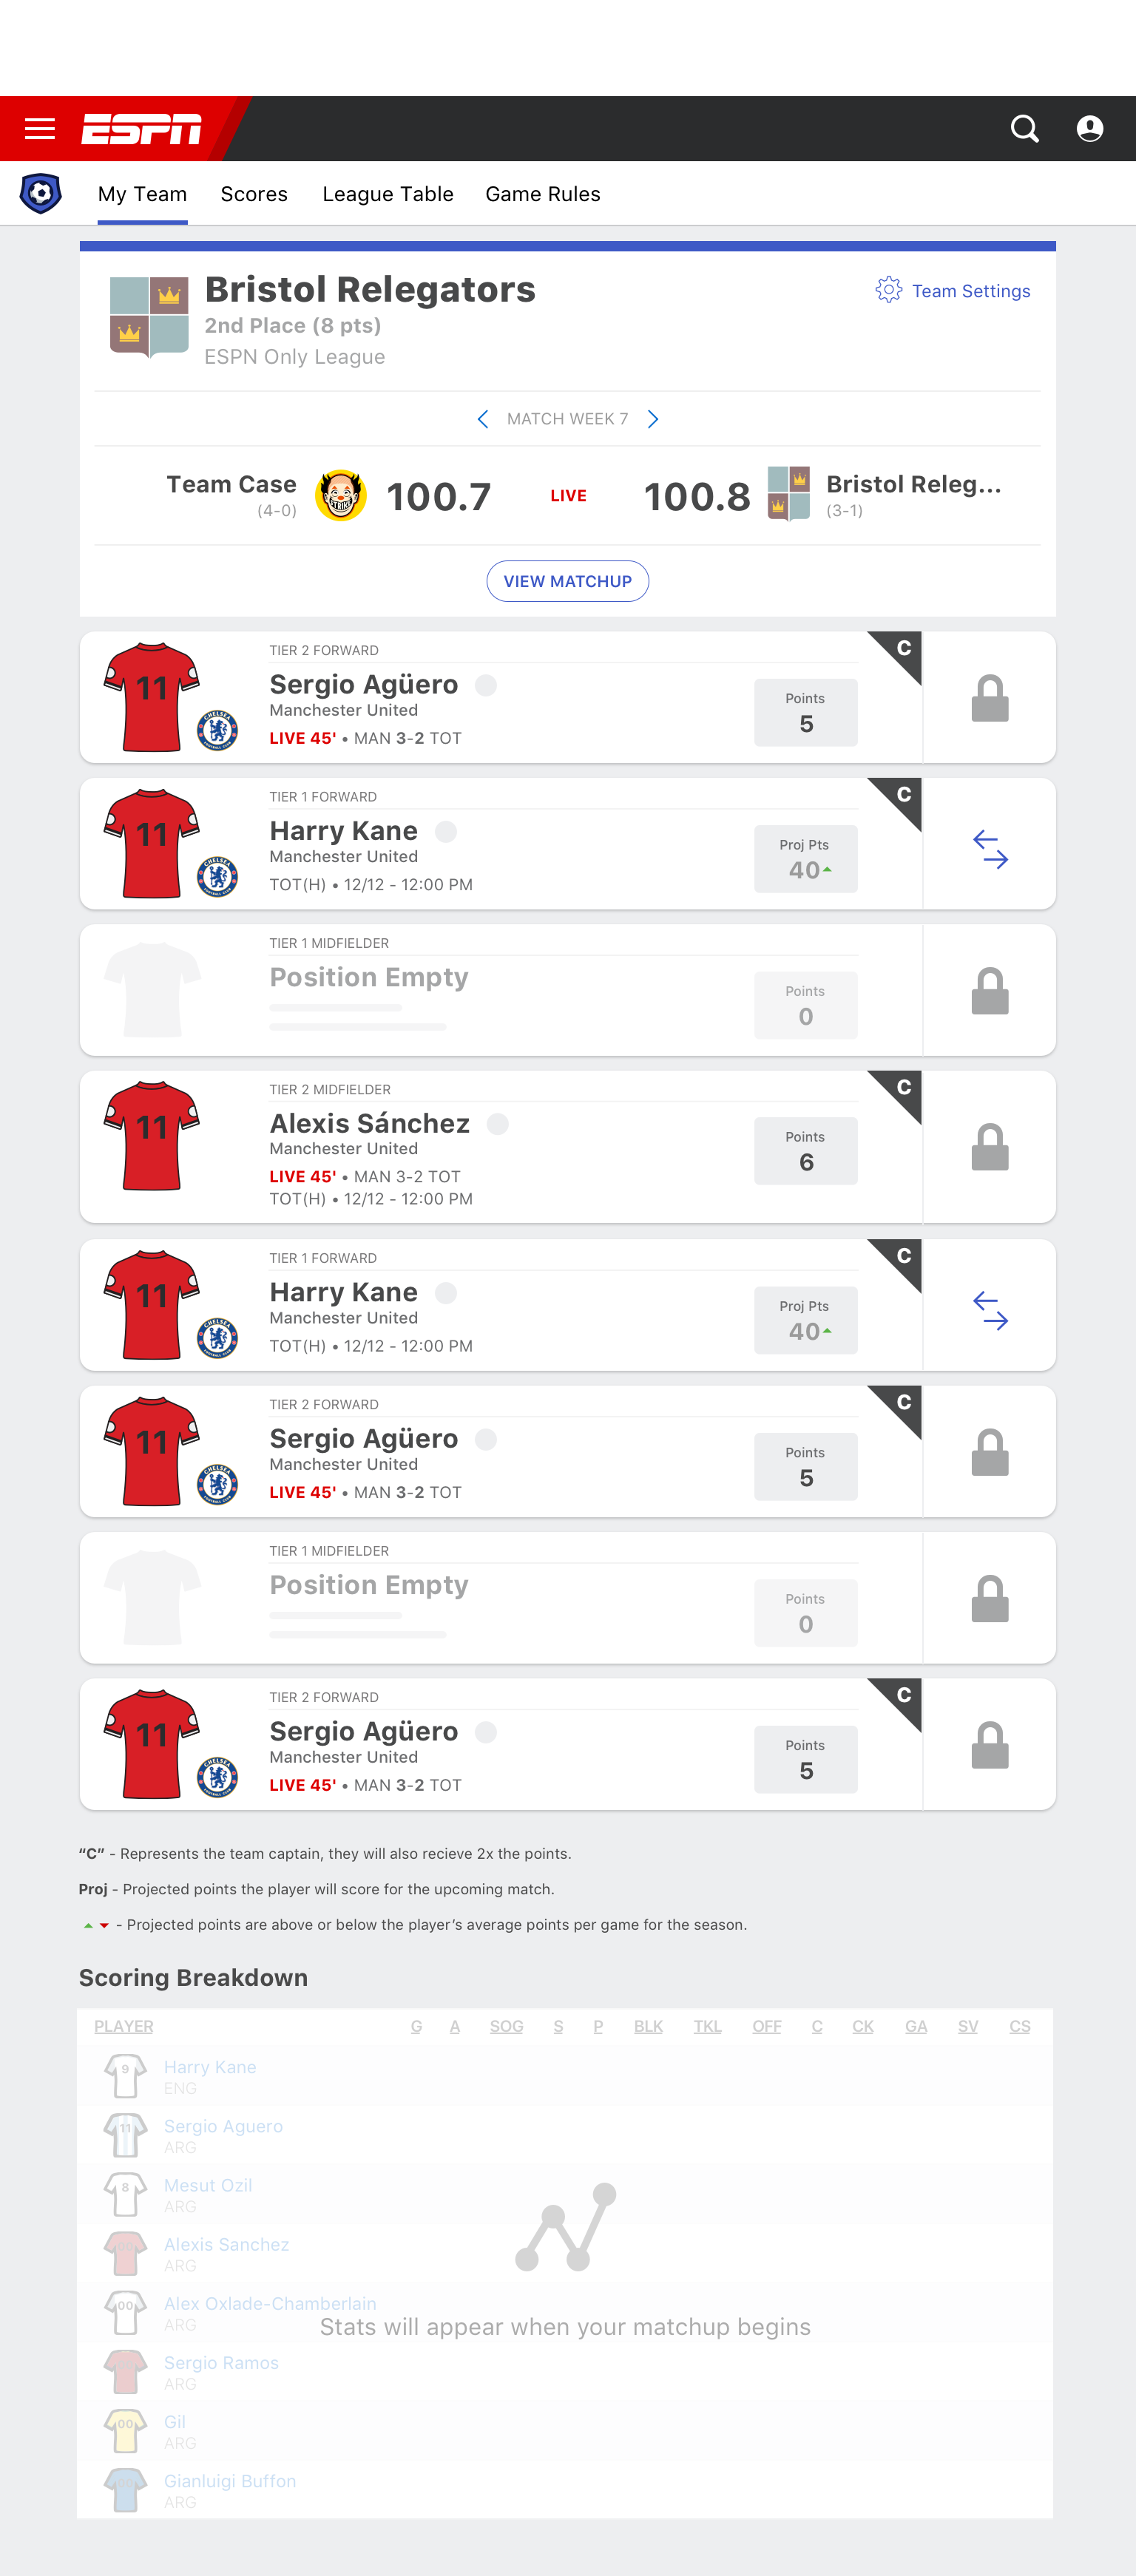 ESPN
My Team Scores League Table Game Rules
Bristol Relegators
Team Settings
2nd Place (8 pts)
ESPN Only League
MATCH WEEK 7
Team Case 100.7 LIVE 100.8 Bristol Releg...
(4-0) (3-1)
STRIKE
VIEW MATCHUP
TIER 2 FORWARD C
11 Sergio Agüero
Points
Manchester United
5
LIVE 45' • MAN 3-2 TOT
CHELSEA
TIER 1 FORWARD C
11 Harry Kane
Proj Pts
Manchester United
40
TOT(H) • 12/12 - 12:00 PM
CHELSEA
TIER 1 MIDFIELDER
Position Empty
Points
0
TIER 2 MIDFIELDER C
11 Alexis Sánchez
Points
Manchester United
6
LIVE 45' • MAN 3-2 TOT
TOT(H) • 12/12 - 12:00 PM
TIER 1 FORWARD C
11 Harry Kane
Proj Pts
Manchester United
40
TOT(H) • 12/12 - 12:00 PM
CHELSEA
TIER 2 FORWARD C
11 Sergio Agüero
Points
Manchester United
5
LIVE 45' • MAN 3-2 TOT
CHELSEA
TIER 1 MIDFIELDER
Position Empty
Points
0
TIER 2 FORWARD C
11 Sergio Agüero
Points
Manchester United
5
LIVE 45' • MAN 3-2 TOT
CHELSEA
“C” - Represents the team captain, they will also recieve 2x the points.
Proj - Projected points the player will score for the upcoming match.
- Projected points are above or below the player’s average points per game for the season.
Scoring Breakdown
PLAYER G A SOG S P BLK TKL OFF C CK GA SV CS
9 Harry Kane
ENG
11 Sergio Aguero
ARG
8 Mesut Ozil
ARG
Alexis Sanchez
ARG
00 Alex Oxlade-Chamberlain
ARG
Stats will appear when your matchup begins
Sergio Ramos
ARG
00 Gil
ARG
Gianluigi Buffon
ARG